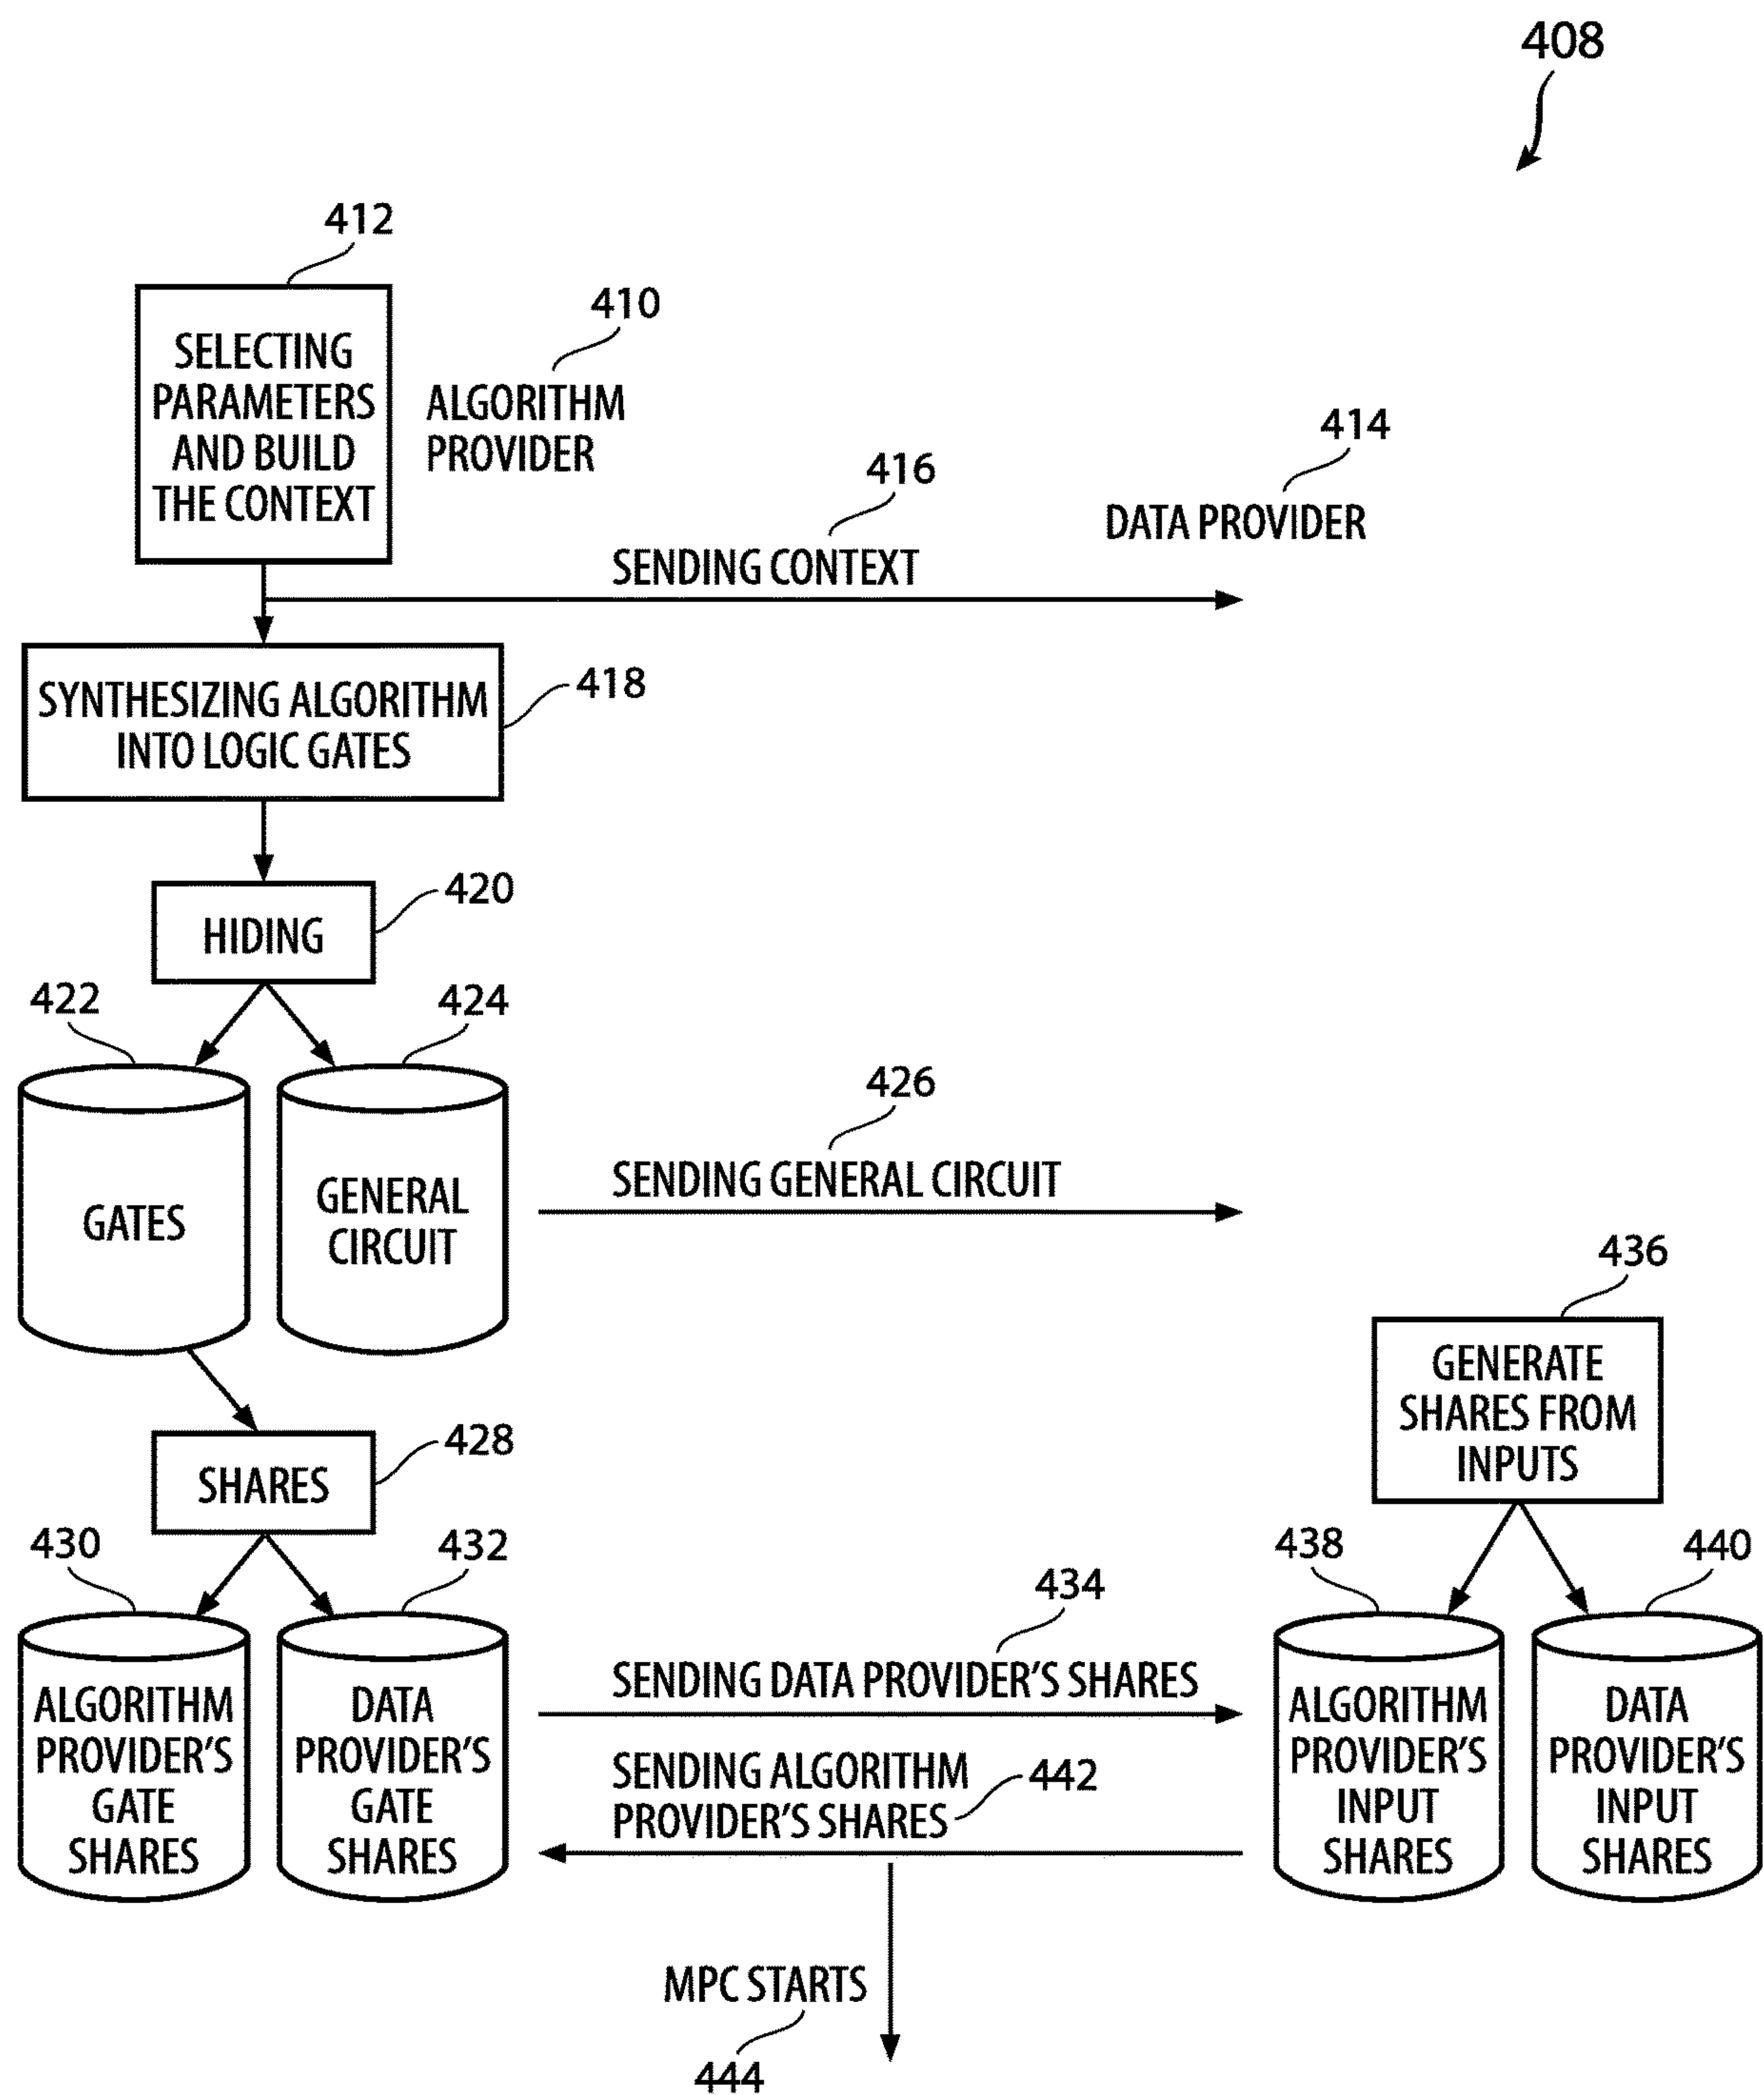 408
412
SELECTING
PARAMETERS
AND BUILD
THE CONTEXT
410
ALGORITHM
PROVIDER
414
DATA PROVIDER
416
SENDING CONTEXT
SYNTHESIZING ALGORITHM
INTO LOGIC GATES
418
HIDING
420
422
GATES
424
GENERAL
CIRCUIT
426
SENDING GENERAL CIRCUIT
436
GENERATE
SHARES FROM
INPUTS
SHARES
428
430
ALGORITHM
PROVIDER'S
GATE
SHARES
432
DATA
PROVIDER'S
GATE
SHARES
434
SENDING DATA PROVIDER'S SHARES
SENDING ALGORITHM
PROVIDER'S SHARES
442
438
ALGORITHM
PROVIDER'S
INPUT
SHARES
440
DATA
PROVIDER'S
INPUT
SHARES
MPC STARTS
444